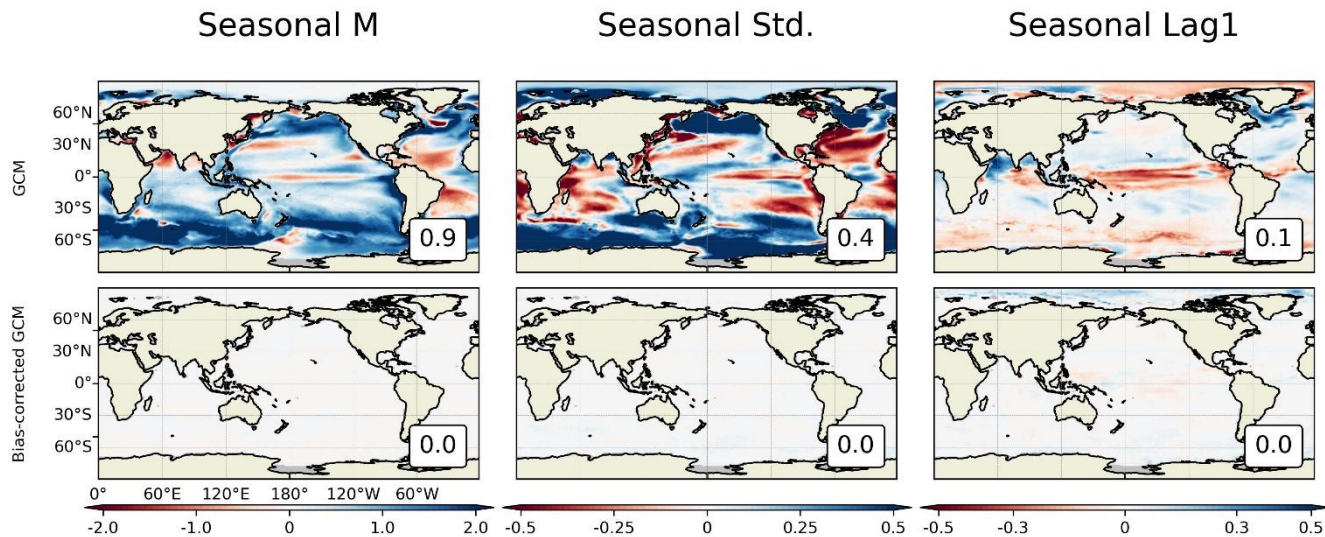 Seasonal M Seasonal Std. Seasonal Lag1
60°N
30°N
0°
30°S
60°S
GCM
0.9 0.4 0.1
60°N
30°N
0°
30°S
60°S
Bias-corrected GCM
0.0 0.0 0.0
0° 60°E 120°E 180° 120°W 60°W
-2.0 -1.0 0 1.0 2.0 -0.5 -0.25 0 0.25 0.5 -0.5 -0.3 0 0.3 0.5